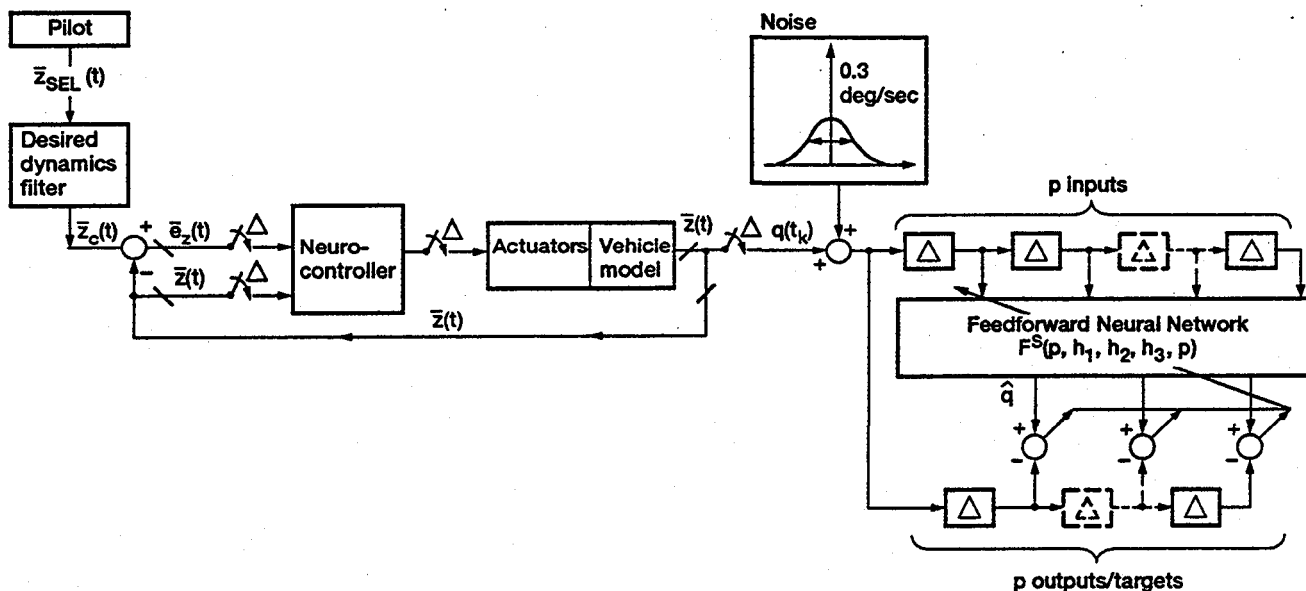 Pilot
z̄SEL (t)
Desired
dynamics
filter
z̄c(t)
+
−
ēz(t)
Δ
z̄(t)
Δ
Neuro-
controller
Δ
Actuators
Vehicle
model
z̄(t)
Δ
q(tk)
z̄(t)
Noise
0.3
deg/sec
+
+
p inputs
Δ
Δ
Δ
Δ
Feedforward Neural Network
FS(p, h1, h2, h3, p)
q̂
+
−
+
−
+
−
Δ
Δ
Δ
p outputs/targets